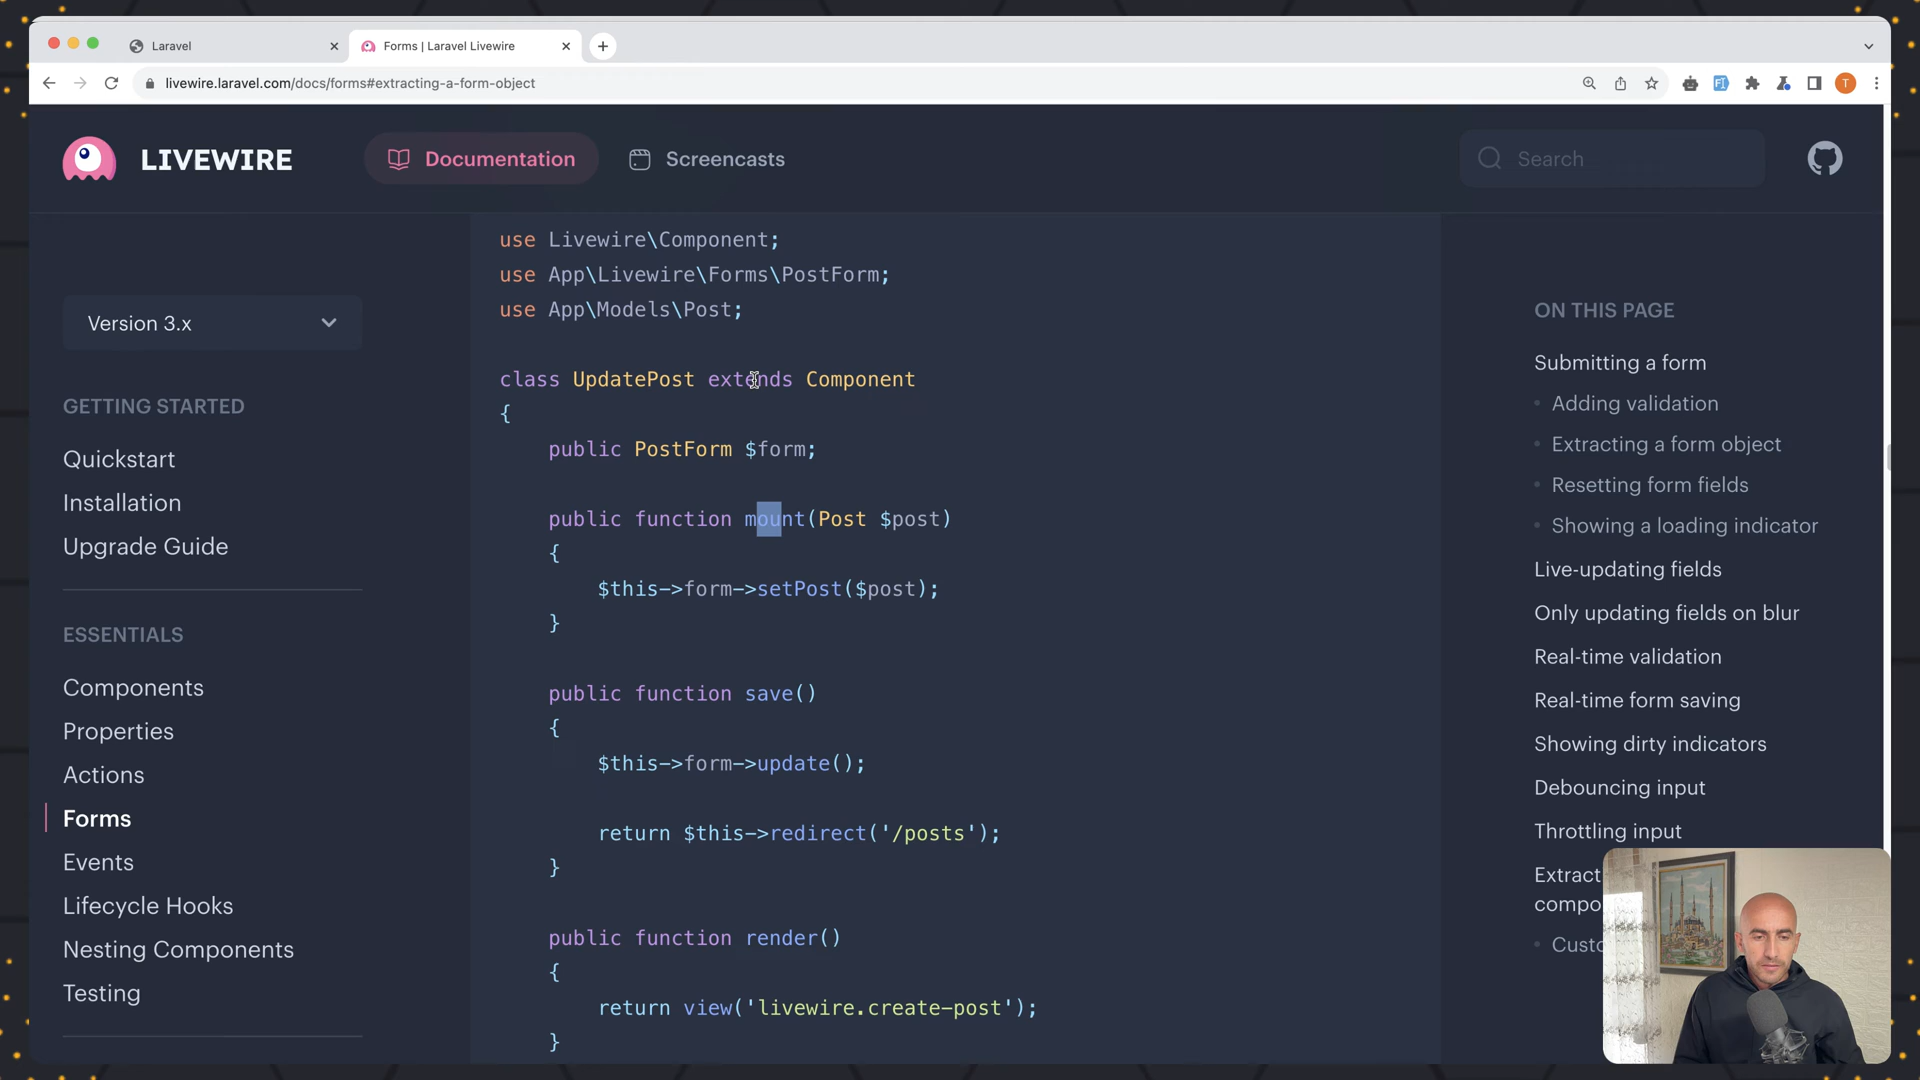 Laravel
Forms | Laravel Livewire
livewire.laravel.com/docs/forms#extracting-a-form-object
T
LIVEWIRE
Documentation
Screencasts
Search
Version 3.x
GETTING STARTED
Quickstart
Installation
Upgrade Guide
ESSENTIALS
Components
Properties
Actions
Forms
Events
Lifecycle Hooks
Nesting Components
Testing
use Livewire\Component;
use App\Livewire\Forms\PostForm;
use App\Models\Post;
class UpdatePost extends Component
{
public PostForm $form;
public function mount(Post $post)
{
$this->form->setPost($post);
}
public function save()
{
$this->form->update();
return $this->redirect('/posts');
}
public function render()
{
return view('livewire.create-post');
}
ON THIS PAGE
Submitting a form
Adding validation
Extracting a form object
Resetting form fields
Showing a loading indicator
Live-updating fields
Only updating fields on blur
Real-time validation
Real-time form saving
Showing dirty indicators
Debouncing input
Throttling input
Extract
compo
Custo